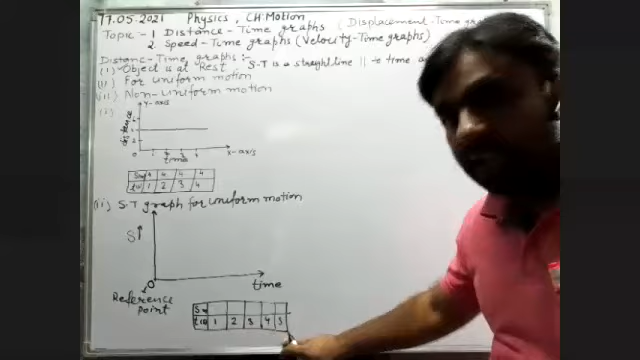 17.05.2021 Physics, CH: Motion
Topic - 1 Distance - Time graphs (Displacement-Time gra
2. Speed - Time graphs (Velocity-Time graphs)
Distanc-Time graphs:-
(i) Object is at Rest S-T is a straight line || to time a
(ii) For uniform motion
(iii) Non-uniform motion
(i)
Y-axis
distance
time
X-axis
4 4 4 4
1 2 3 4
(ii) S.T graph for uniform motion
S↑
O
time
Reference
Point
S
1 2 3 4 5